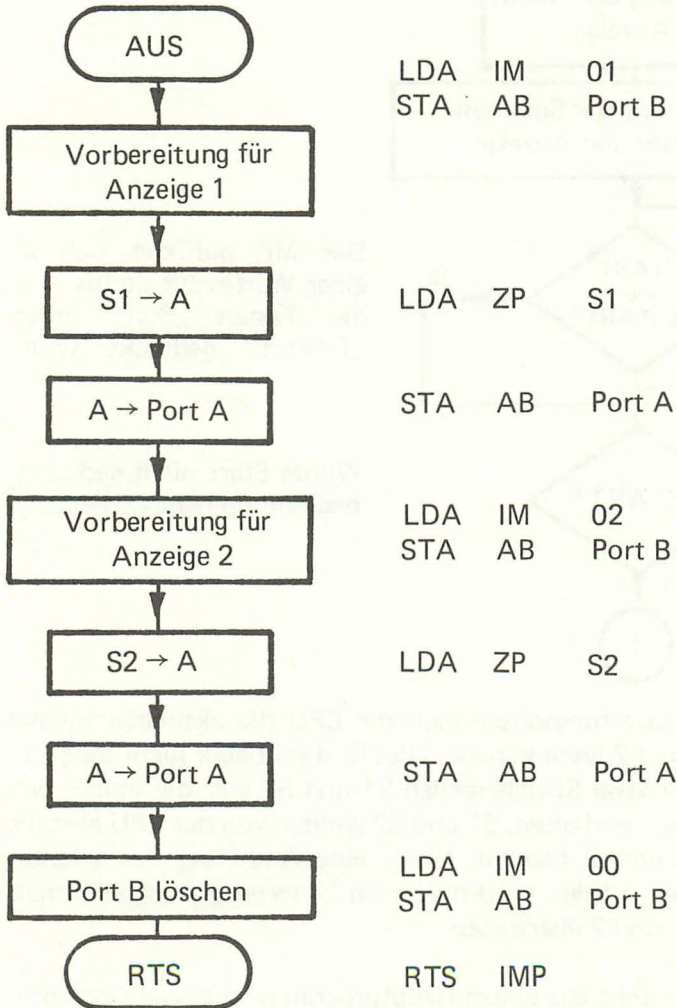 AUS
LDA IM 01
STA AB Port B
Vorbereitung für
Anzeige 1
S1 → A
LDA ZP S1
A → Port A
STA AB Port A
Vorbereitung für
Anzeige 2
LDA IM 02
STA AB Port B
S2 → A
LDA ZP S2
A → Port A
STA AB Port A
Port B löschen
LDA IM 00
STA AB Port B
RTS
RTS IMP